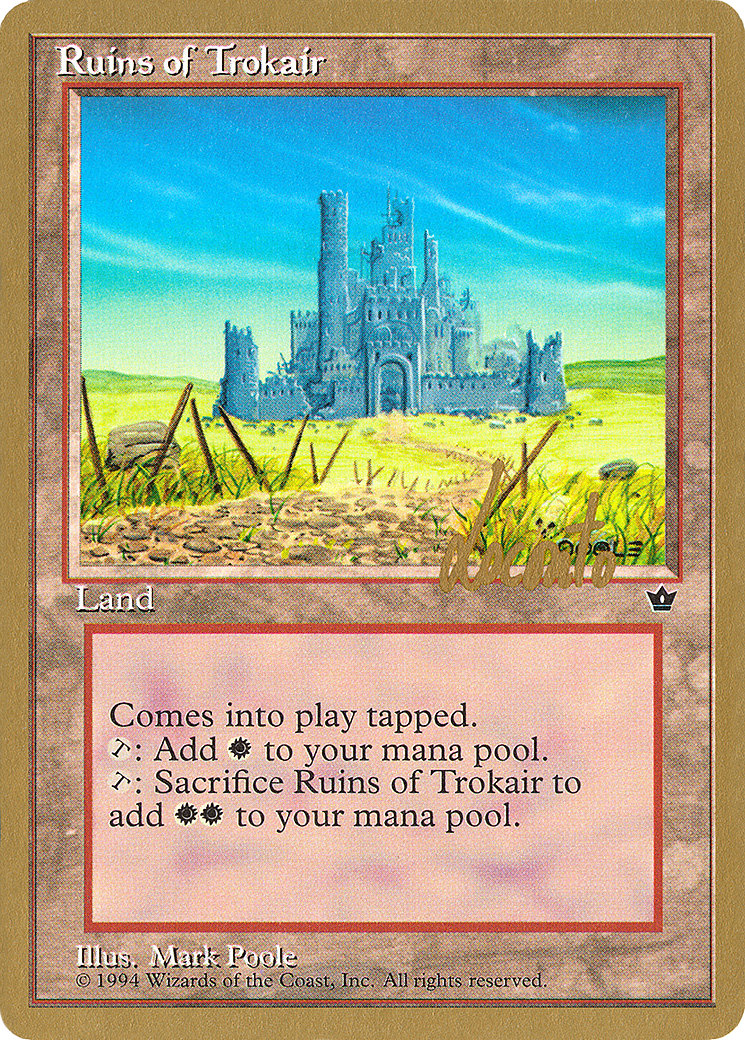 Ruins of Trokair
Land
Comes into play tapped.
: Add to your mana pool.
: Sacrifice Ruins of Trokair to
add to your mana pool.
Illus. Mark Poole
© 1994 Wizards of the Coast, Inc. All rights reserved.